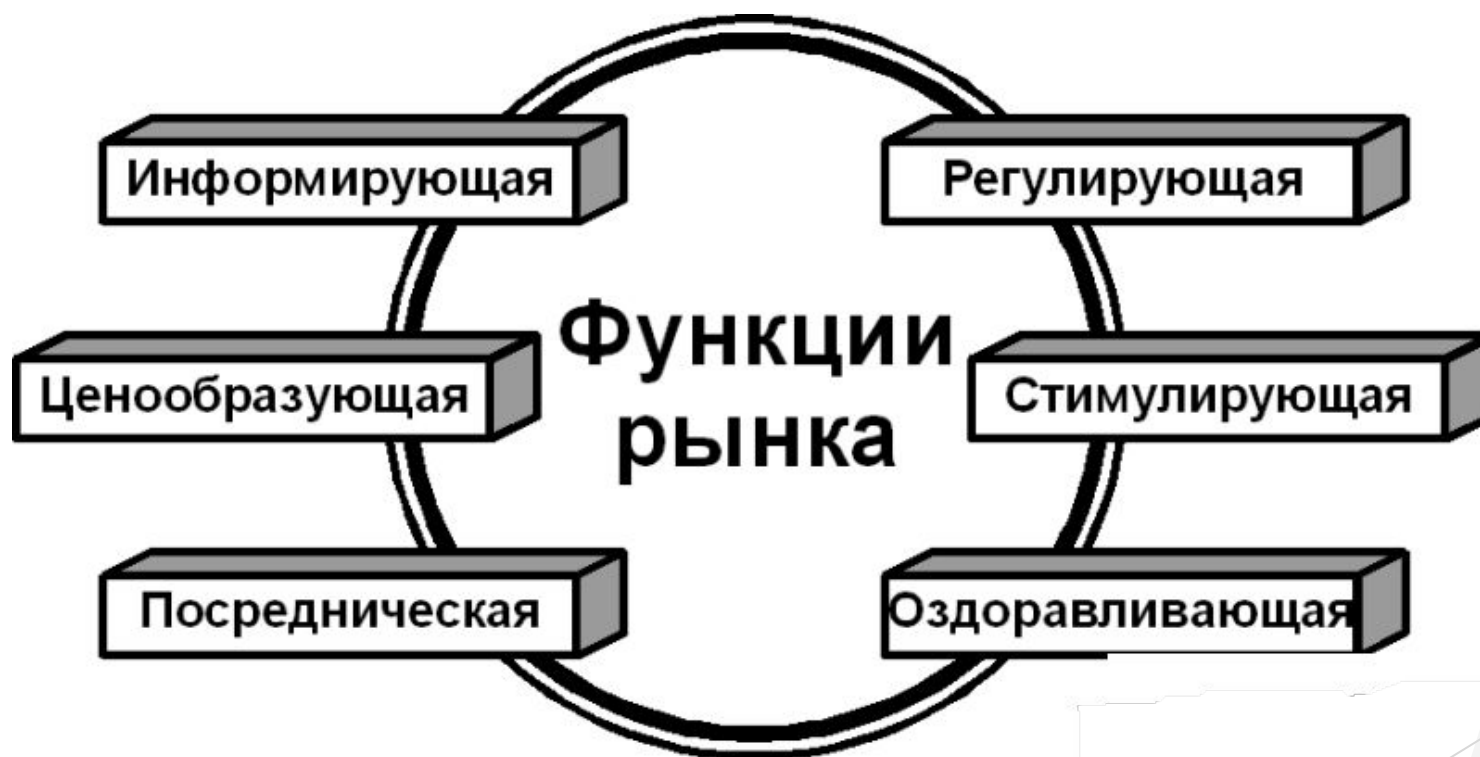 Информирующая
Регулирующая
Функции
рынка
Ценообразующая
Стимулирующая
Посредническая
Оздоравливающая